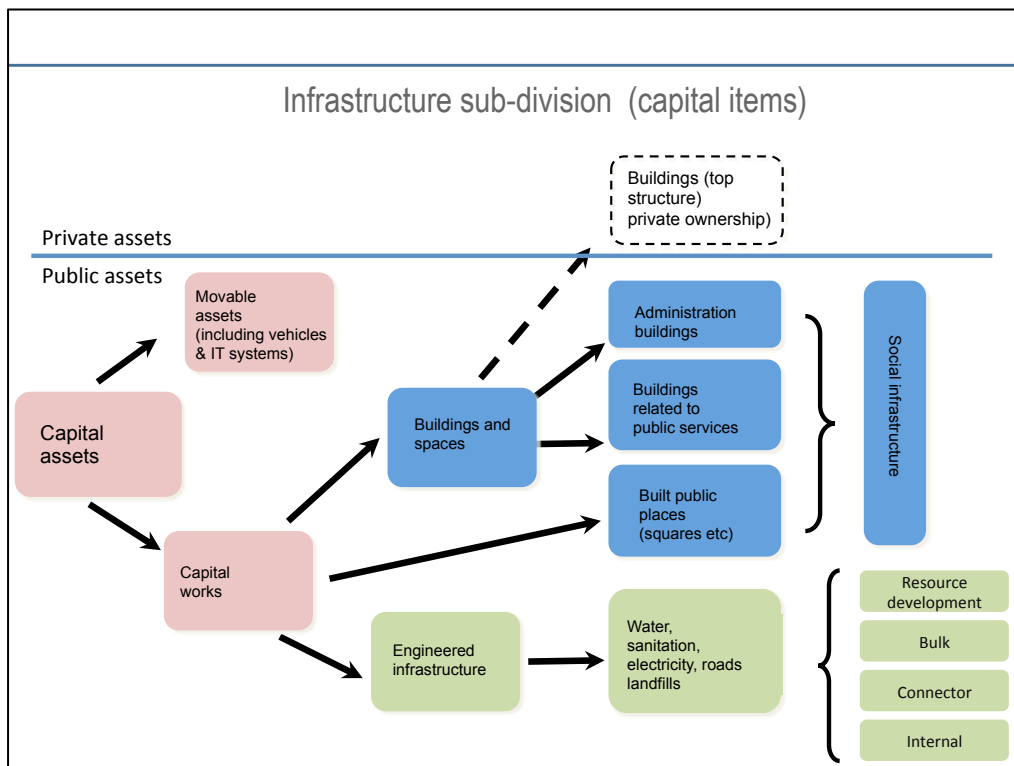 Infrastructure sub-division (capital items)
Buildings (top
structure)
private ownership)
Private assets
Public assets
Movable
assets
(including vehicles
& IT systems)
Administration
buildings
Social infrastructure
Buildings
related to
public services
Buildings and
spaces
Capital
assets
Built public
places
(squares etc)
Capital
works
Resource
development
Water,
sanitation,
electricity, roads
landfills
Engineered
infrastructure
Bulk
Connector
Internal